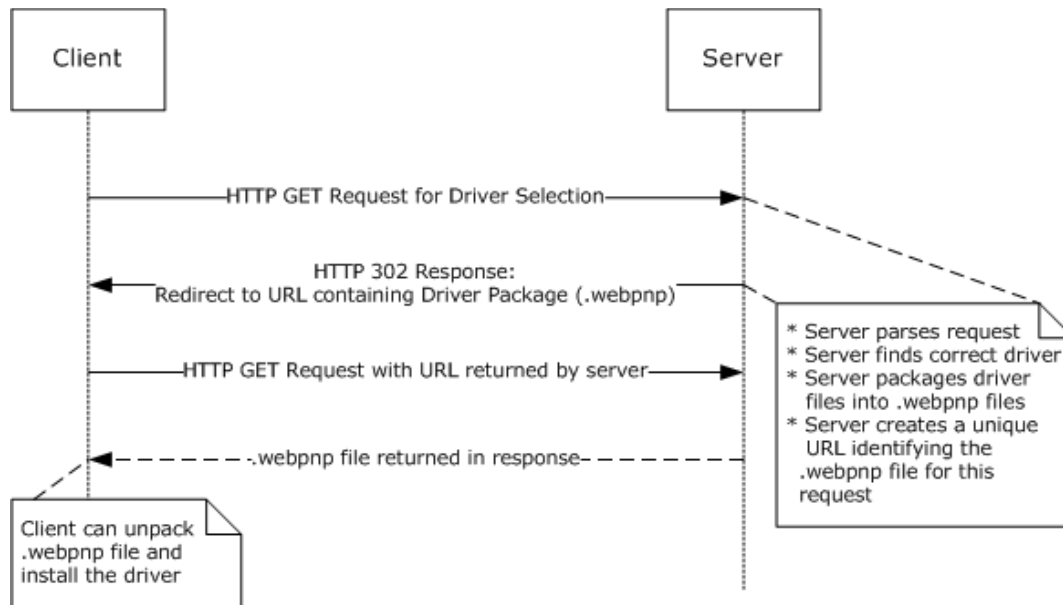 Client
Server
HTTP GET Request for Driver Selection
HTTP 302 Response:
Redirect to URL containing Driver Package (.webpnp)
* Server parses request
* Server finds correct driver
* Server packages driver
files into .webpnp files
* Server creates a unique
URL identifying the
.webpnp file for this
request
HTTP GET Request with URL returned by server
.webpnp file returned in response
Client can unpack
.webpnp file and
install the driver